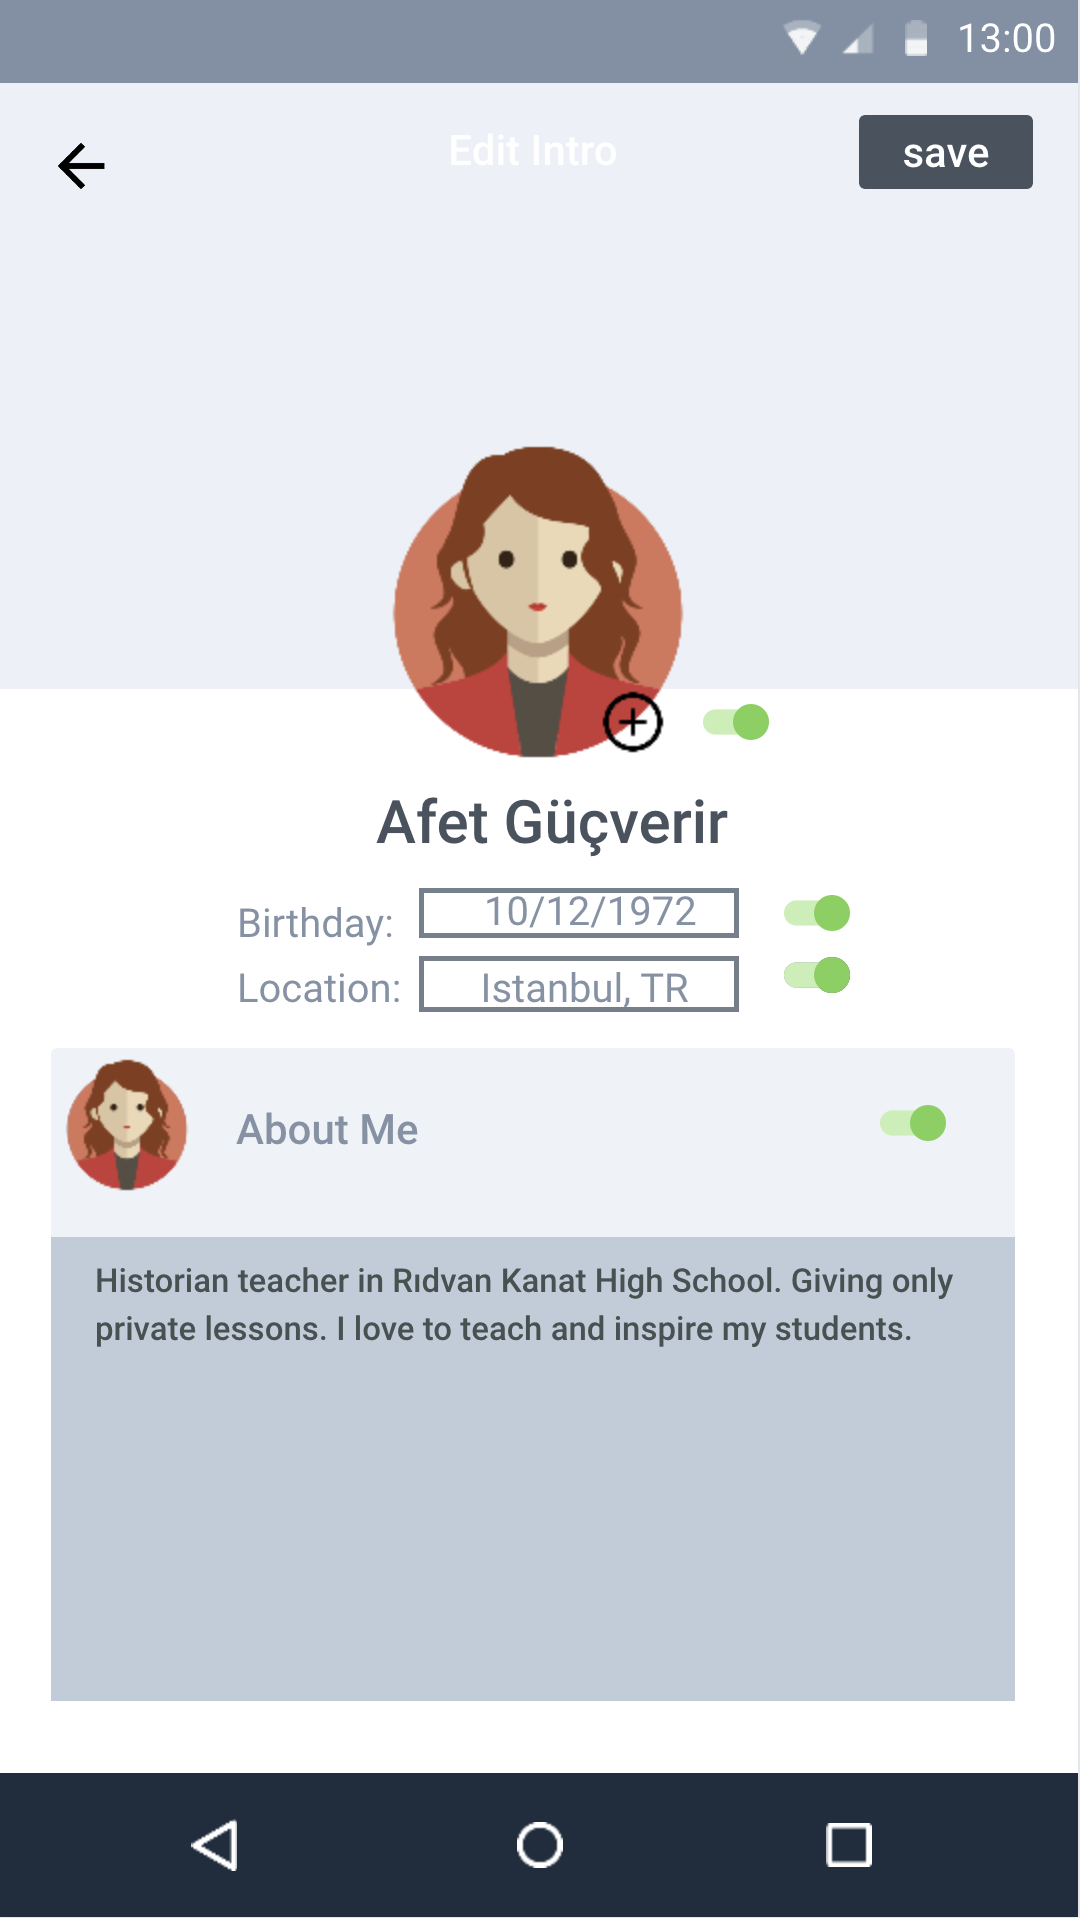 13:00
Edit Intro
save
Afet Güçverir
Birthday: 10/12/1972
Location: Istanbul, TR
About Me
Historian teacher in Rıdvan Kanat High School. Giving only
private lessons. I love to teach and inspire my students.